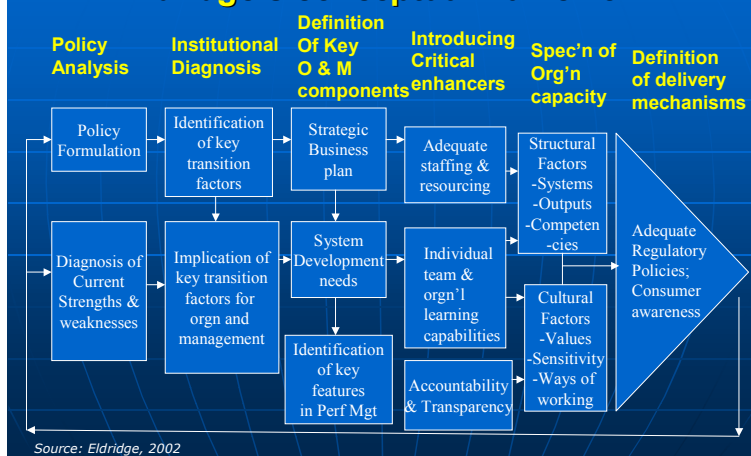 Policy
Analysis
Institutional
Diagnosis
Definition
Of Key
O & M
components
Introducing
Critical
enhancers
Spec’n of
Org’n
capacity
Definition
of delivery
mechanisms
Policy
Formulation
Identification
of key
transition
factors
Strategic
Business
plan
Adequate
staffing &
resourcing
Structural
Factors
-Systems
-Outputs
-Competen
-cies
Diagnosis of
Current
Strengths &
weaknesses
Implication of
key transition
factors for
orgn and
management
System
Development
needs
Individual
team &
orgn’l
learning
capabilities
Adequate
Regulatory
Policies;
Consumer
awareness
Identification
of key
features
in Perf Mgt
Accountability
& Transparency
Cultural
Factors
-Values
-Sensitivity
-Ways of
working
Source: Eldridge, 2002